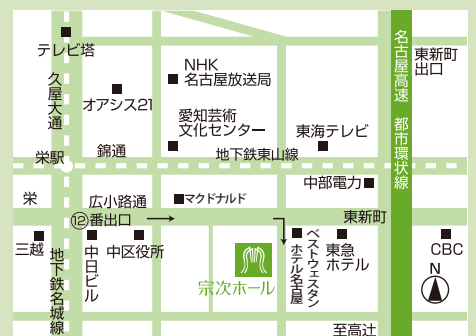 テレビ塔
久屋大通
オアシス21
NHK
名古屋放送局
愛知芸術
文化センター
東海テレビ
名古屋高速 都市環状線
東新町
出口
栄駅
錦通
地下鉄東山線
中部電力
栄
広小路通
マクドナルド
⑫番出口
東新町
三越
地下鉄名城線
中日ビル
中区役所
宗次ホール
ベストウェスタン
ホテル名古屋
東急
ホテル
CBC
N
至高辻